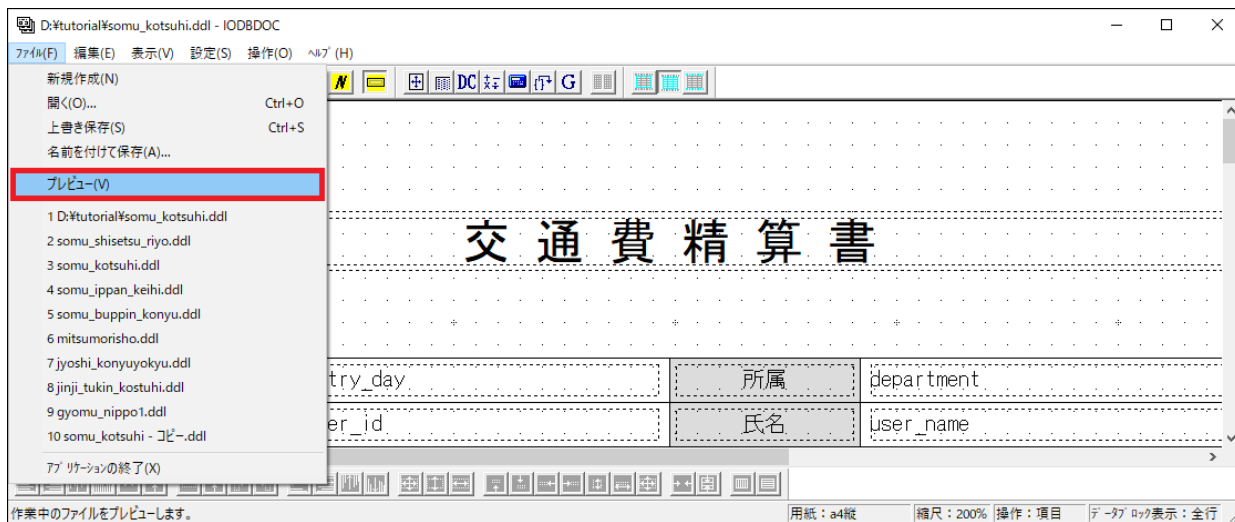 D:¥tutorial¥somu_kotsuhi.ddl - IODBDOC
ファイル(F) 編集(E) 表示(V) 設定(S) 操作(O) ヘルプ(H)
新規作成(N)
開く(O)... Ctrl+O
上書き保存(S) Ctrl+S
名前を付けて保存(A)...
プレビュー(V)
1 D:¥tutorial¥somu_kotsuhi.ddl
2 somu_shisetsu_riyo.ddl
3 somu_kotsuhi.ddl
4 somu_ippan_keihi.ddl
5 somu_buppin_konyu.ddl
6 mitsumorisho.ddl
7 jyoshi_konyuyokyu.ddl
8 jinji_tukin_kostuhi.ddl
9 gyomu_nippo1.ddl
10 somu_kotsuhi - コピー.ddl
アプリケーションの終了(X)
N DC G
交通費精算書
try_day 所属 department
er_id 氏名 user_name
作業中のファイルをプレビューします。 用紙：a4縦 縮尺：200% 操作：項目 データブロック表示：全行